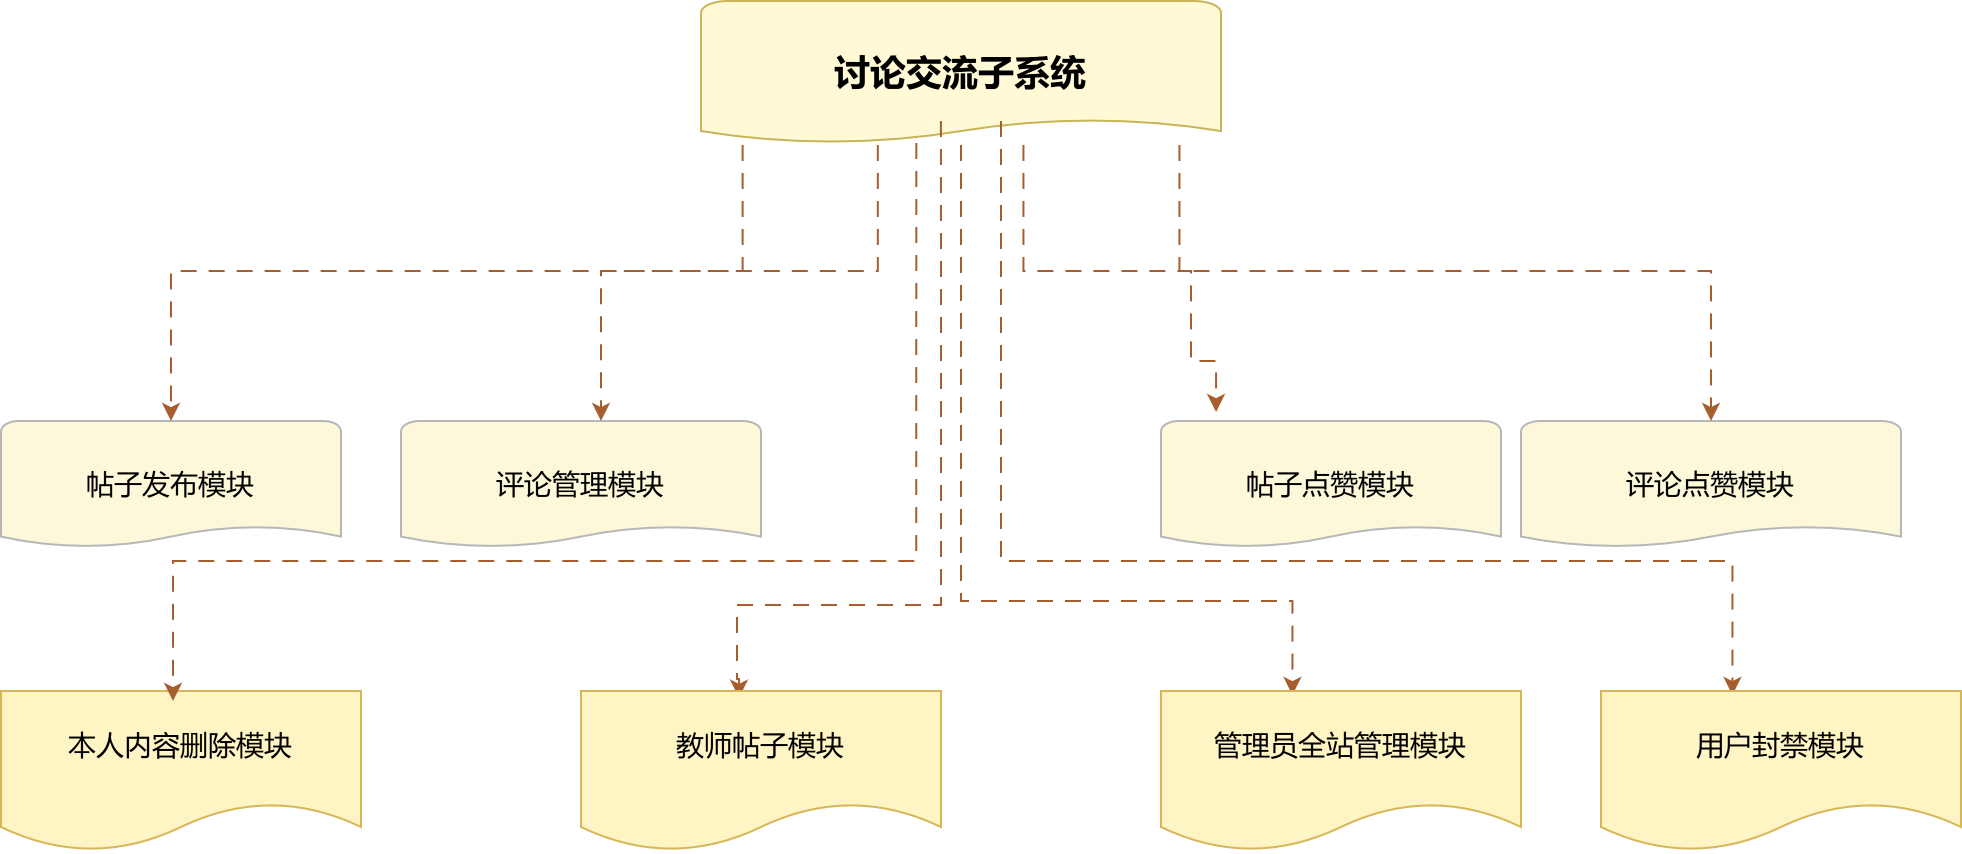 讨论交流子系统
帖子发布模块
评论管理模块
帖子点赞模块
评论点赞模块
本人内容删除模块
教师帖子模块
管理员全站管理模块
用户封禁模块